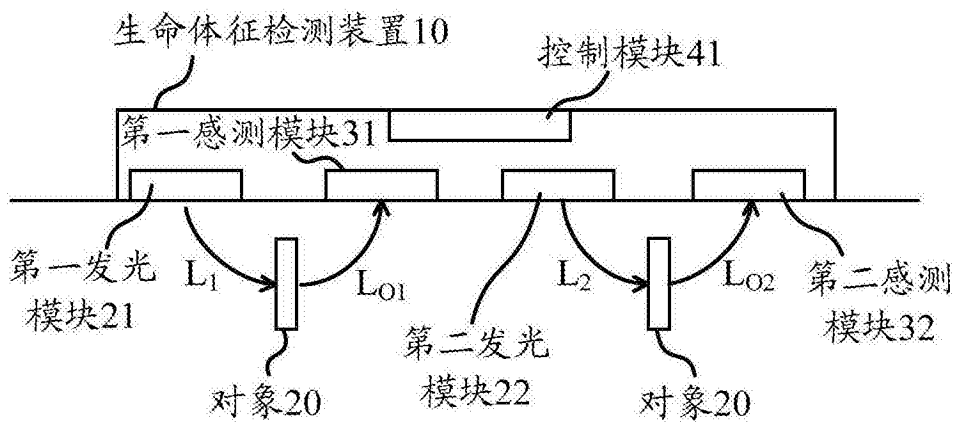 生命体征检测装置10
控制模块41
第一感测模块31
第一发光
模块21
L1
LO1
L2
LO2
第二感测
模块32
第二发光
模块22
对象20
对象20